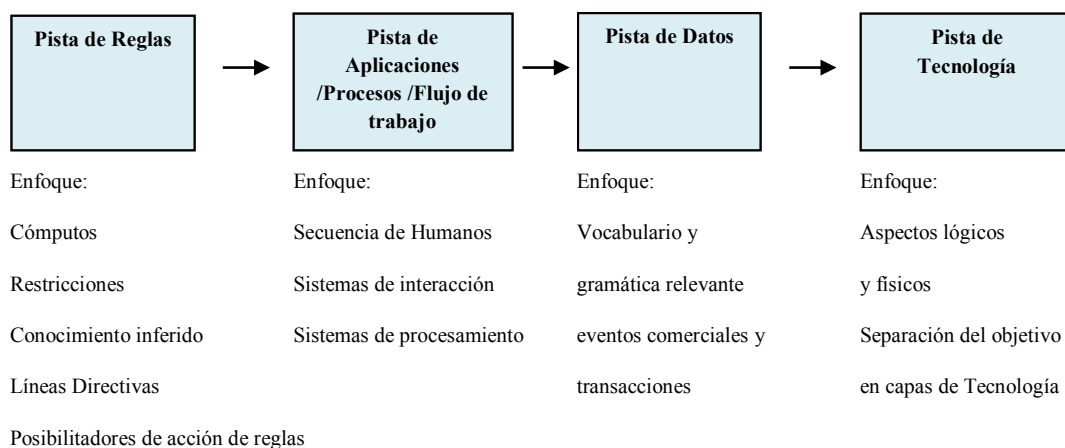 Pista de Reglas
Pista de
Aplicaciones
/Procesos /Flujo de
trabajo
Pista de Datos
Pista de
Tecnología
Enfoque:
Cómputos
Restricciones
Conocimiento inferido
Líneas Directivas
Posibilitadores de acción de reglas
Enfoque:
Secuencia de Humanos
Sistemas de interacción
Sistemas de procesamiento
Enfoque:
Vocabulario y
gramática relevante
eventos comerciales y
transacciones
Enfoque:
Aspectos lógicos
y físicos
Separación del objetivo
en capas de Tecnología